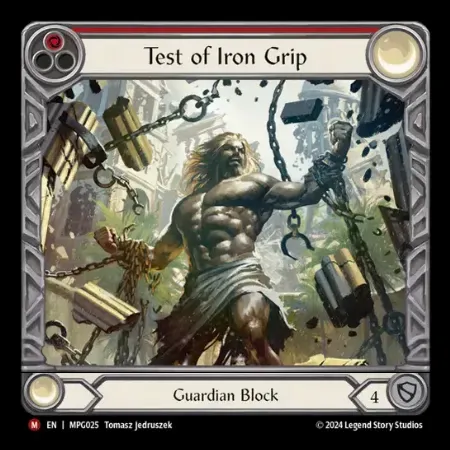 Test of Iron Grip
Guardian Block
4
M EN | MPG025 Tomasz Jedruszek © 2024 Legend Story Studios